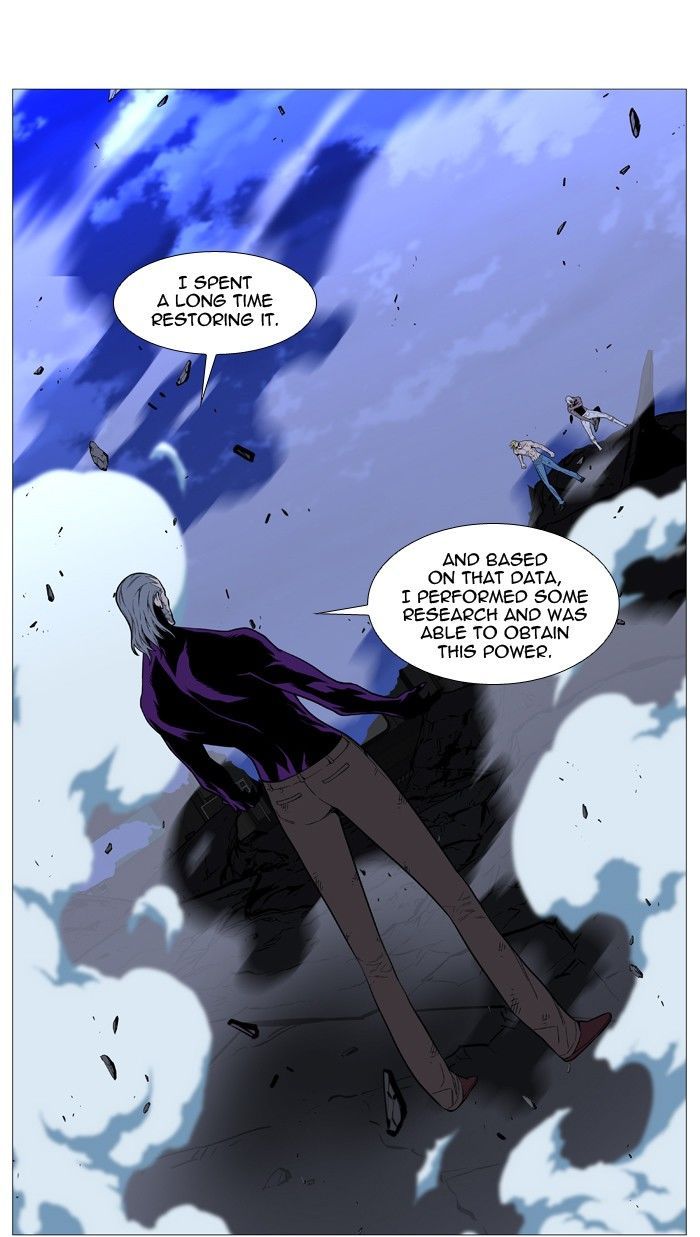 I SPENT
A LONG TIME
RESTORING IT.
AND BASED
ON THAT DATA,
I PERFORMED SOME
RESEARCH AND WAS
ABLE TO OBTAIN
THIS POWER.